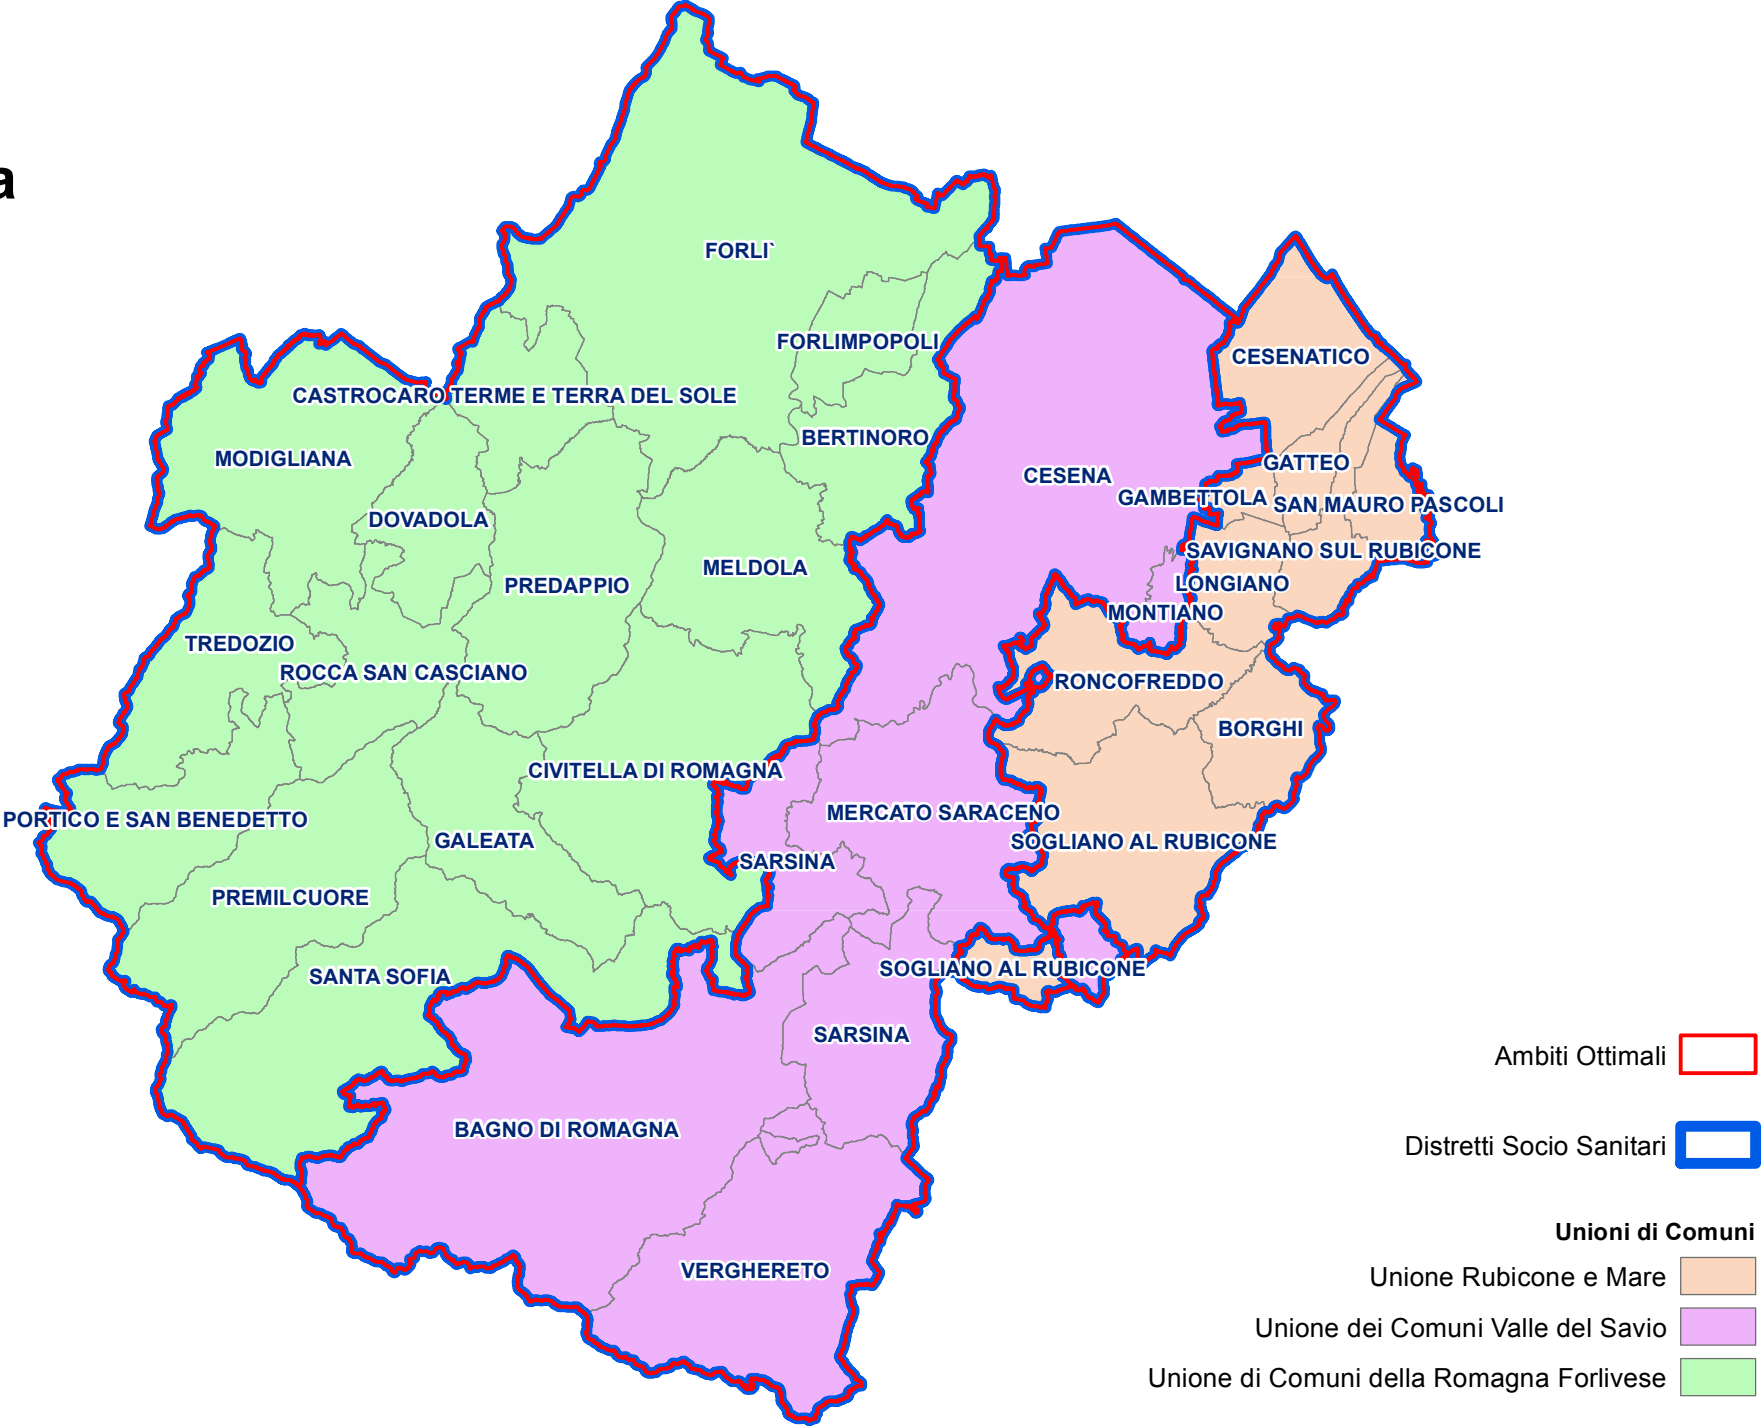 a
FORLI`
FORLIMPOPOLI
CESENATICO
CASTROCARO TERME E TERRA DEL SOLE
BERTINORO
MODIGLIANA
GATTEO
CESENA
GAMBETTOLA
SAN MAURO PASCOLI
DOVADOLA
SAVIGNANO SUL RUBICONE
MELDOLA
PREDAPPIO
LONGIANO
MONTIANO
TREDOZIO
ROCCA SAN CASCIANO
RONCOFREDDO
BORGHI
CIVITELLA DI ROMAGNA
PORTICO E SAN BENEDETTO
MERCATO SARACENO
GALEATA
SOGLIANO AL RUBICONE
SARSINA
PREMILCUORE
SOGLIANO AL RUBICONE
SANTA SOFIA
SARSINA
BAGNO DI ROMAGNA
VERGHERETO
Ambiti Ottimali
Distretti Socio Sanitari
Unioni di Comuni
Unione Rubicone e Mare
Unione dei Comuni Valle del Savio
Unione di Comuni della Romagna Forlivese